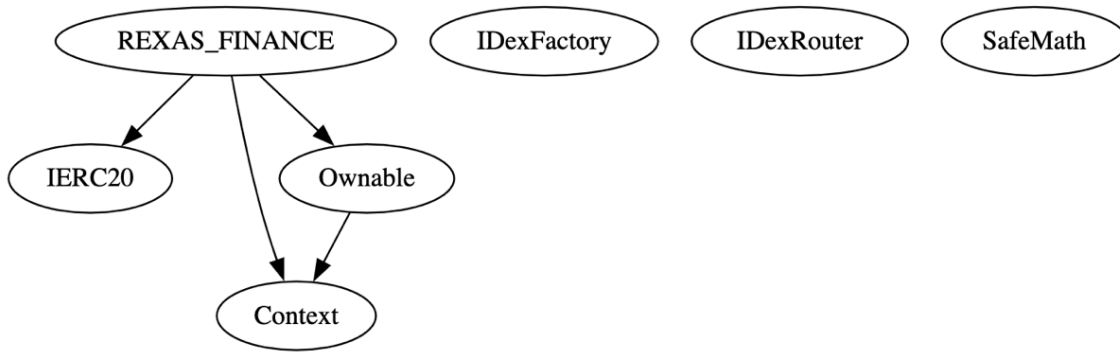 REXAS_FINANCE
IDexFactory
IDexRouter
SafeMath
IERC20
Ownable
Context